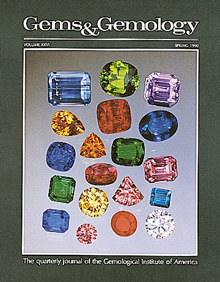 Gems&Gemology
VOLUME XXVI SPRING 1990
The quarterly journal of the Gemological Institute of America